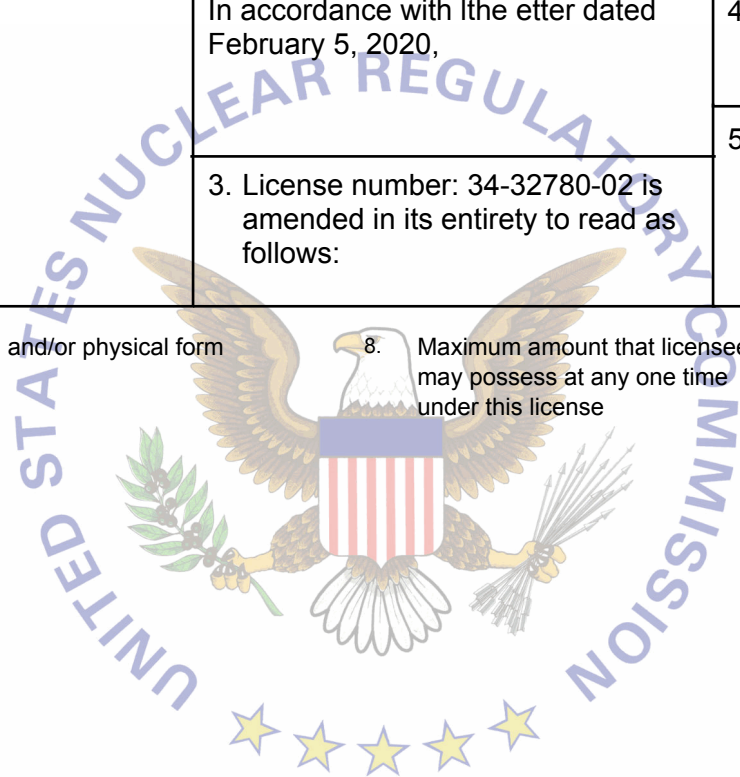 In accordance with lthe etter dated
February 5, 2020,
4
5
3. License number: 34-32780-02 is
amended in its entirety to read as
follows:
and/or physical form
8. Maximum amount that licensee
may possess at any one time
under this license
UNITED STATES NUCLEAR REGULATORY COMMISSION